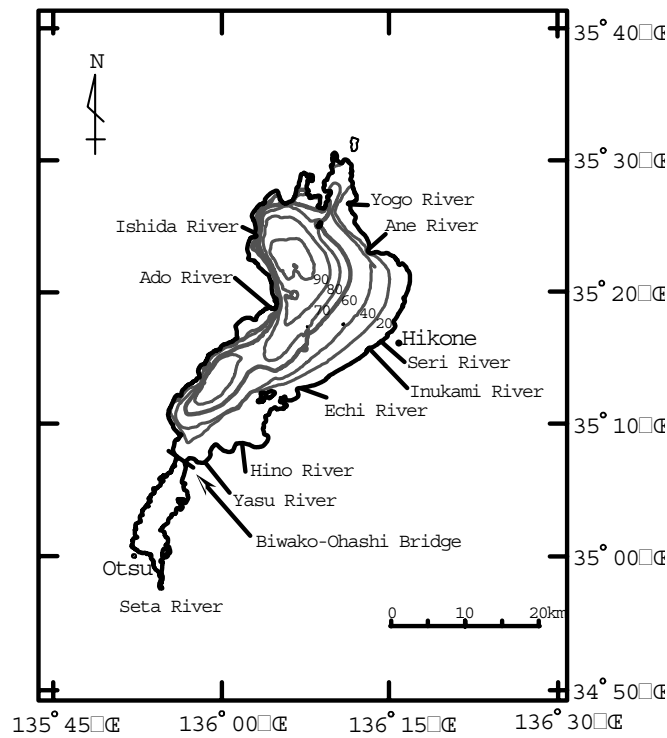 35°40□Œ
N
35°30□Œ
Yogo River
Ishida River
Ane River
Ado River
90
80
60
70
40
20
35°20□Œ
Hikone
Seri River
Inukami River
Echi River
35°10□Œ
Hino River
Yasu River
Biwako-Ohashi Bridge
35°00□Œ
Otsu
Seta River
0 10 20km
34°50□Œ
135°45□Œ 136°00□Œ 136°15□Œ 136°30□Œ